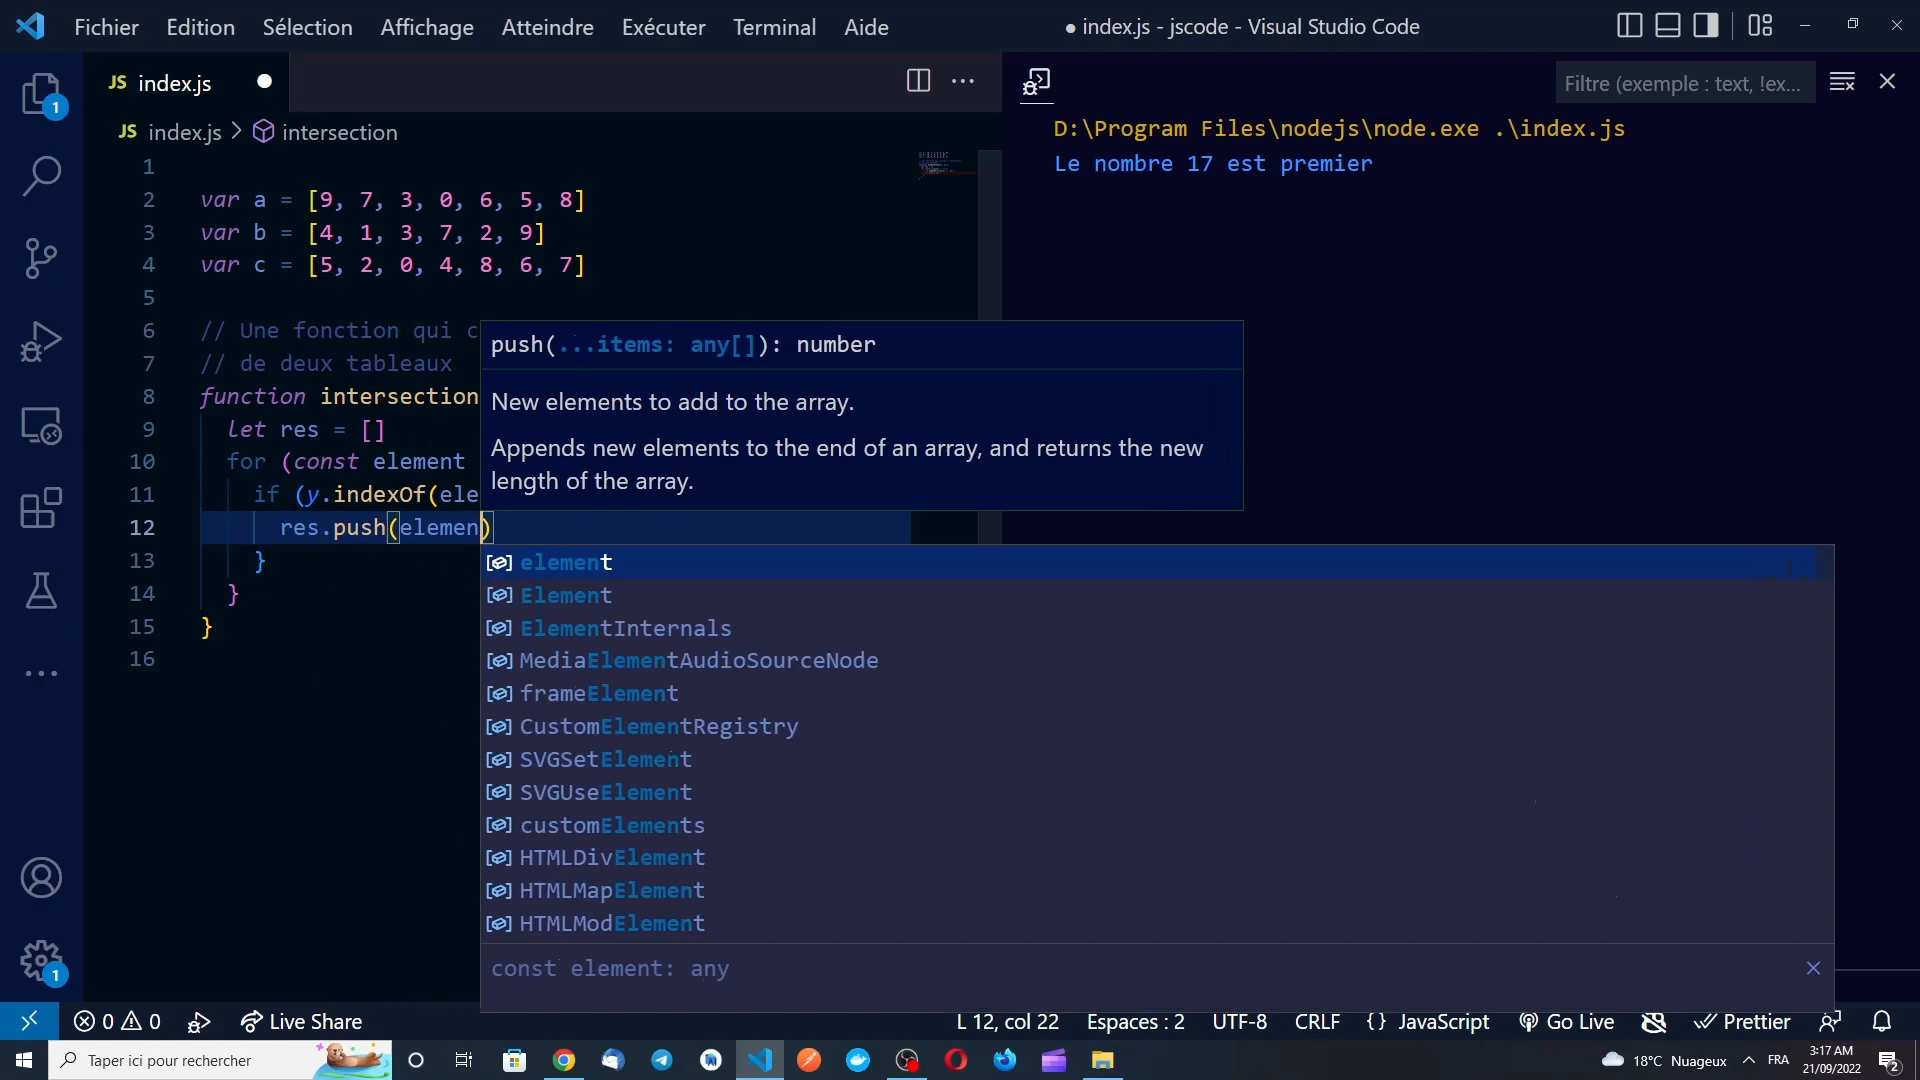 Fichier Edition Sélection Affichage Atteindre Exécuter Terminal Aide
● index.js - jscode - Visual Studio Code
JS index.js
Filtre (exemple : text, !ex...
JS index.js > intersection
D:\Program Files\nodejs\node.exe .\index.js
Le nombre 17 est premier
1
2 var a = [9, 7, 3, 0, 6, 5, 8]
3 var b = [4, 1, 3, 7, 2, 9]
4 var c = [5, 2, 0, 4, 8, 6, 7]
5
6 // Une fonction qui c
7 // de deux tableaux
8 function intersection
9 let res = []
10 for (const element
11 if (y.indexOf(ele
12 res.push(elemen)
13 }
14 }
15 }
16
push(...items: any[]): number
New elements to add to the array.
Appends new elements to the end of an array, and returns the new
length of the array.
element
Element
ElementInternals
MediaElementAudioSourceNode
frameElement
CustomElementRegistry
SVGSetElement
SVGUseElement
customElements
HTMLDivElement
HTMLMapElement
HTMLModElement
const element: any
1
1
0 0 Live Share L 12, col 22 Espaces : 2 UTF-8 CRLF {} JavaScript Go Live Prettier
Taper ici pour rechercher
18°C Nuageux FRA 3:17 AM
21/09/2022
2